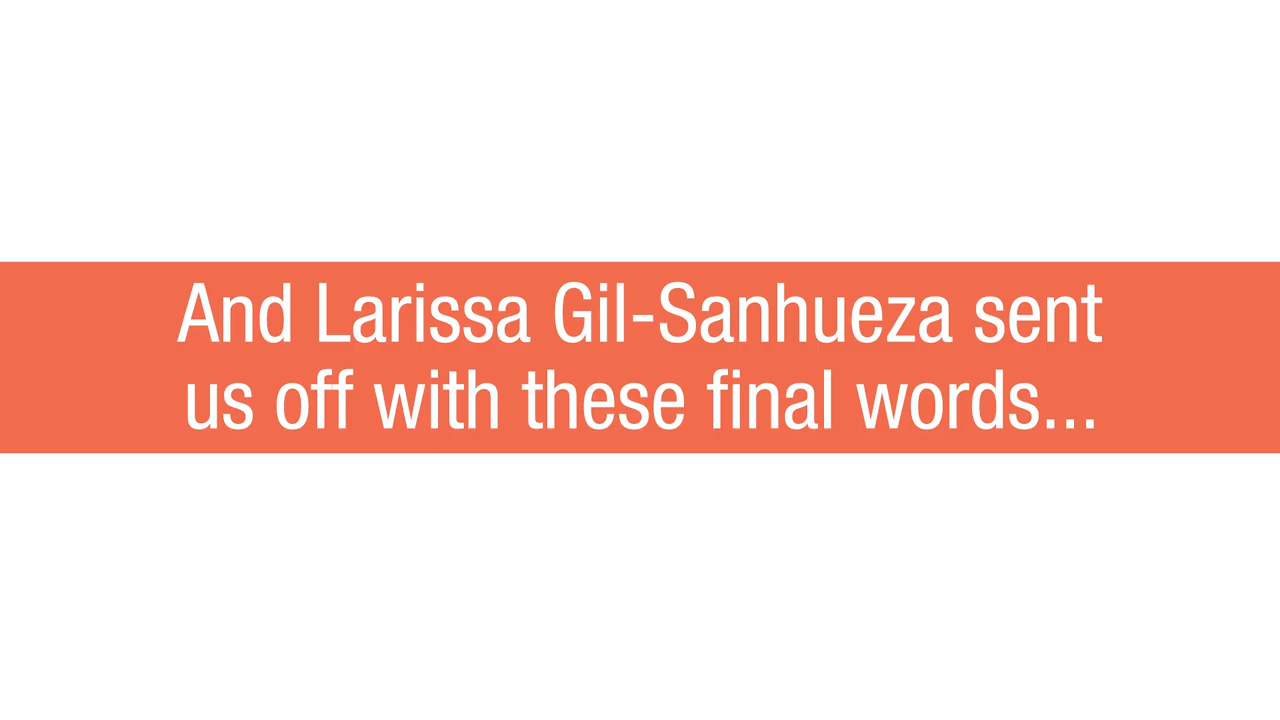 And Larissa Gil-Sanhueza sent
us off with these final words...